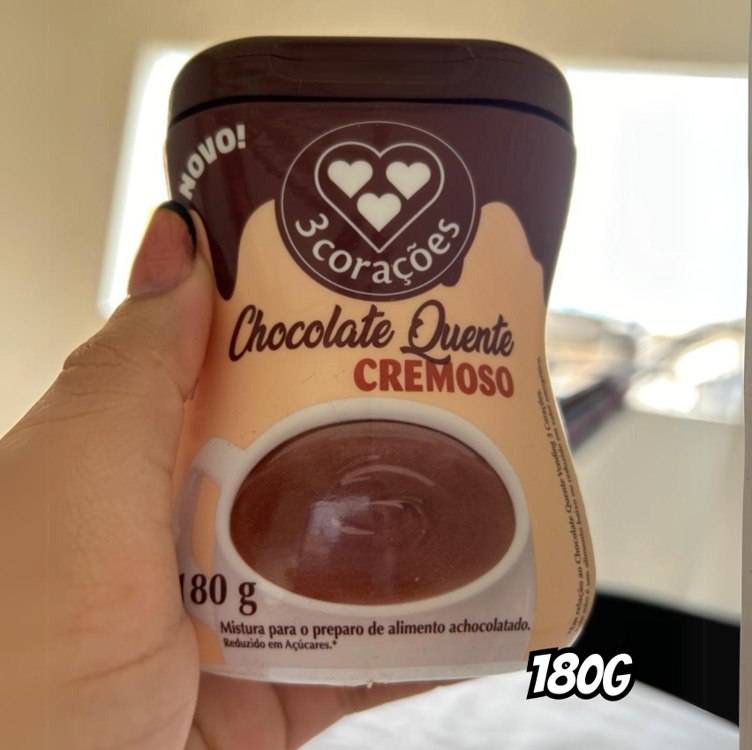 NOVO!
3 corações
Chocolate Quente
CREMOSO
180 g
Mistura para o preparo de alimento achocolatado.
Reduzido em Açúcares.*
180G